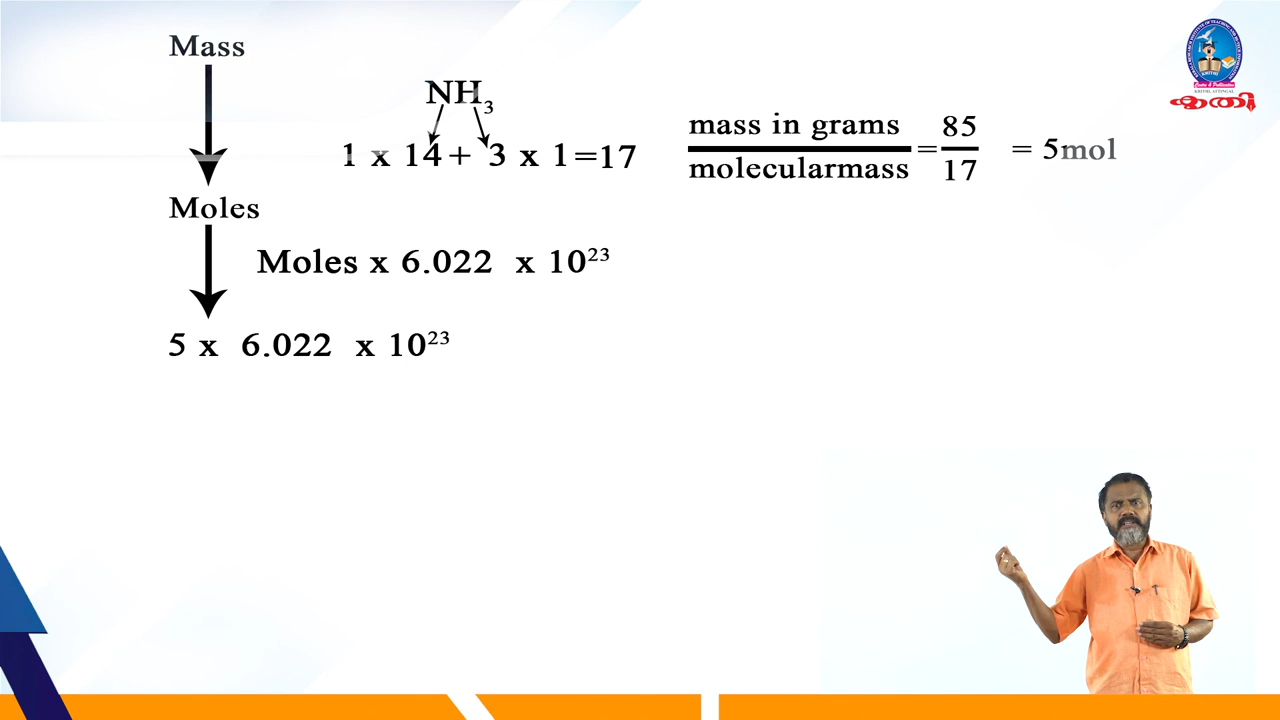 Mass
NH₃
1 x 14 + 3 x 1 = 17
mass in grams / molecularmass = 85 / 17 = 5mol
Moles
Moles x 6.022 x 10²³
5 x 6.022 x 10²³
കൃതി